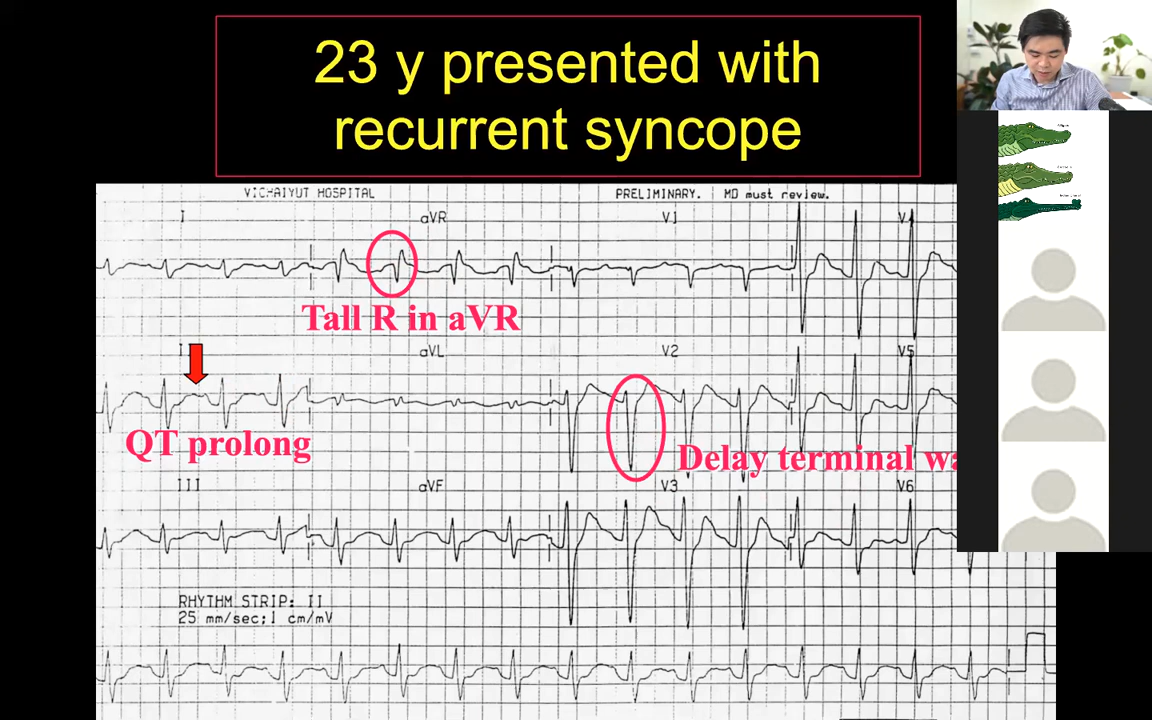 23 y presented with
recurrent syncope
VICHAIYUT HOSPITAL PRELIMINARY. MD must review.
I aVR V1
Tall R in aVR
aVL V2 V5
QT prolong
Delay terminal
III aVF V3 V6
RHYTHM STRIP: II
25 mm/sec;1 cm/mV